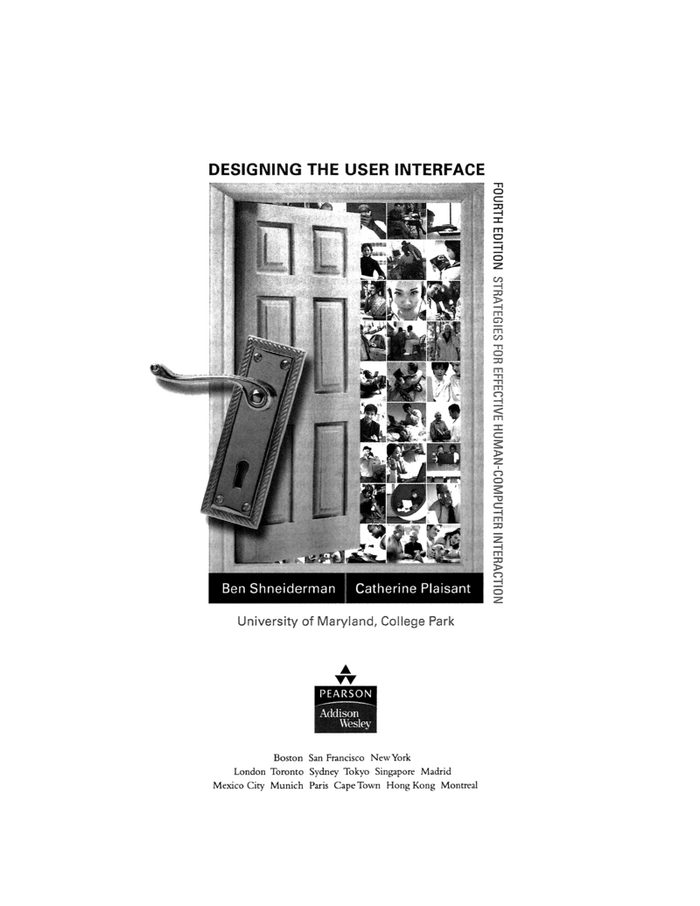 DESIGNING THE USER INTERFACE
FOURTH EDITION STRATEGIES FOR EFFECTIVE HUMAN-COMPUTER INTERACTION
Ben Shneiderman Catherine Plaisant
University of Maryland, College Park
PEARSON
Addison
Wesley
Boston San Francisco New York
London Toronto Sydney Tokyo Singapore Madrid
Mexico City Munich Paris Cape Town Hong Kong Montreal